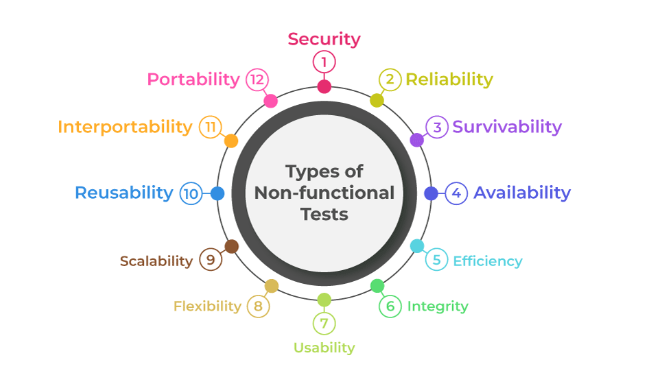 Security
1
Portability 12
2 Reliability
Interportability 11
3 Survivability
Types of
Non-functional
Tests
Reusability 10
4 Availability
Scalability 9
5 Efficiency
Flexibility 8
6 Integrity
7
Usability